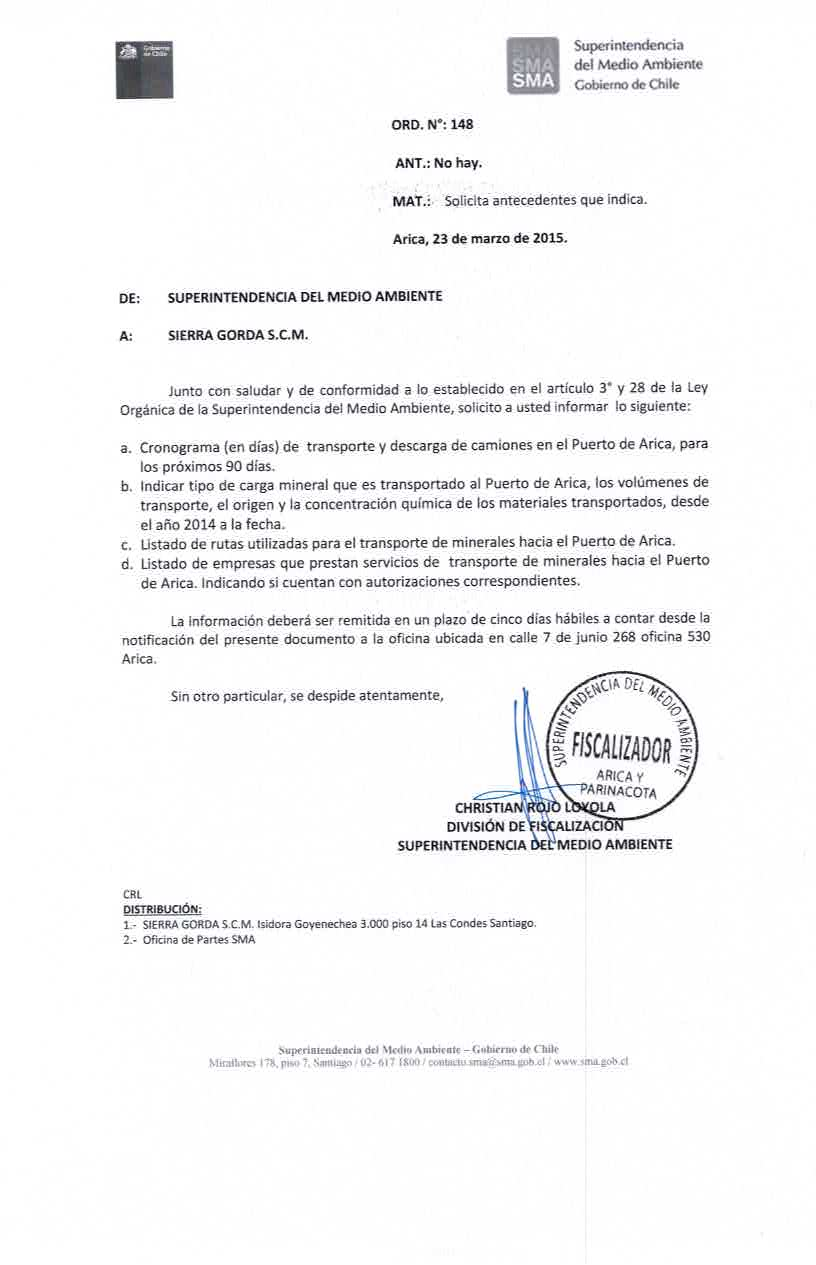 Gobierno
de Chile
SMA
SMA
SMA
Superintendencia
del Medio Ambiente
Gobierno de Chile
ORD. N°: 148
ANT.: No hay.
MAT.: Solicita antecedentes que indica.
Arica, 23 de marzo de 2015.
DE: SUPERINTENDENCIA DEL MEDIO AMBIENTE
A: SIERRA GORDA S.C.M.
Junto con saludar y de conformidad a lo establecido en el artículo 3° y 28 de la Ley
Orgánica de la Superintendencia del Medio Ambiente, solicito a usted informar lo siguiente:
a. Cronograma (en días) de transporte y descarga de camiones en el Puerto de Arica, para
los próximos 90 días.
b. Indicar tipo de carga mineral que es transportado al Puerto de Arica, los volúmenes de
transporte, el origen y la concentración química de los materiales transportados, desde
el año 2014 a la fecha.
c. Listado de rutas utilizadas para el transporte de minerales hacia el Puerto de Arica.
d. Listado de empresas que prestan servicios de transporte de minerales hacia el Puerto
de Arica. Indicando si cuentan con autorizaciones correspondientes.
La información deberá ser remitida en un plazo de cinco días hábiles a contar desde la
notificación del presente documento a la oficina ubicada en calle 7 de junio 268 oficina 530
Arica.
Sin otro particular, se despide atentamente,
SUPERINTENDENCIA DEL MEDIO AMBIENTE
FISCALIZADOR
ARICA Y
PARINACOTA
CHRISTIAN ROJO LOYOLA
DIVISIÓN DE FISCALIZACIÓN
SUPERINTENDENCIA DEL MEDIO AMBIENTE
CRL
DISTRIBUCIÓN:
1.- SIERRA GORDA S.C.M. Isidora Goyenechea 3.000 piso 14 Las Condes Santiago.
2.- Oficina de Partes SMA
Superintendencia del Medio Ambiente – Gobierno de Chile
Miraflores 178, piso 7, Santiago / 02- 617 1800 / contacto.sma@sma.gob.cl / www.sma.gob.cl